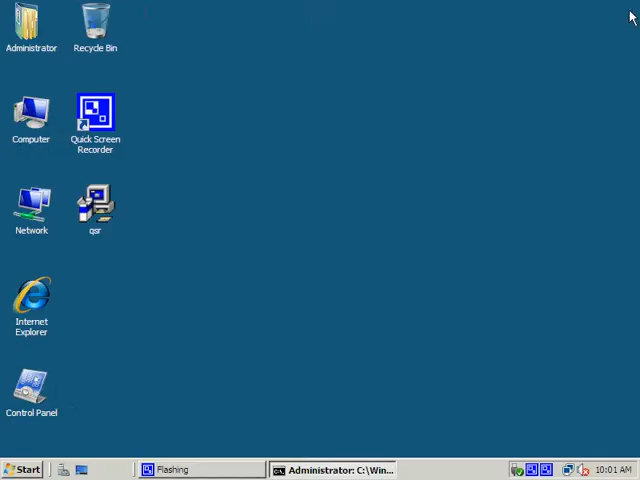 Administrator
Recycle Bin
Computer
Quick Screen
Recorder
Network
qsr
Internet
Explorer
Control Panel
Start
Flashing
Administrator: C:\Win...
10:01 AM